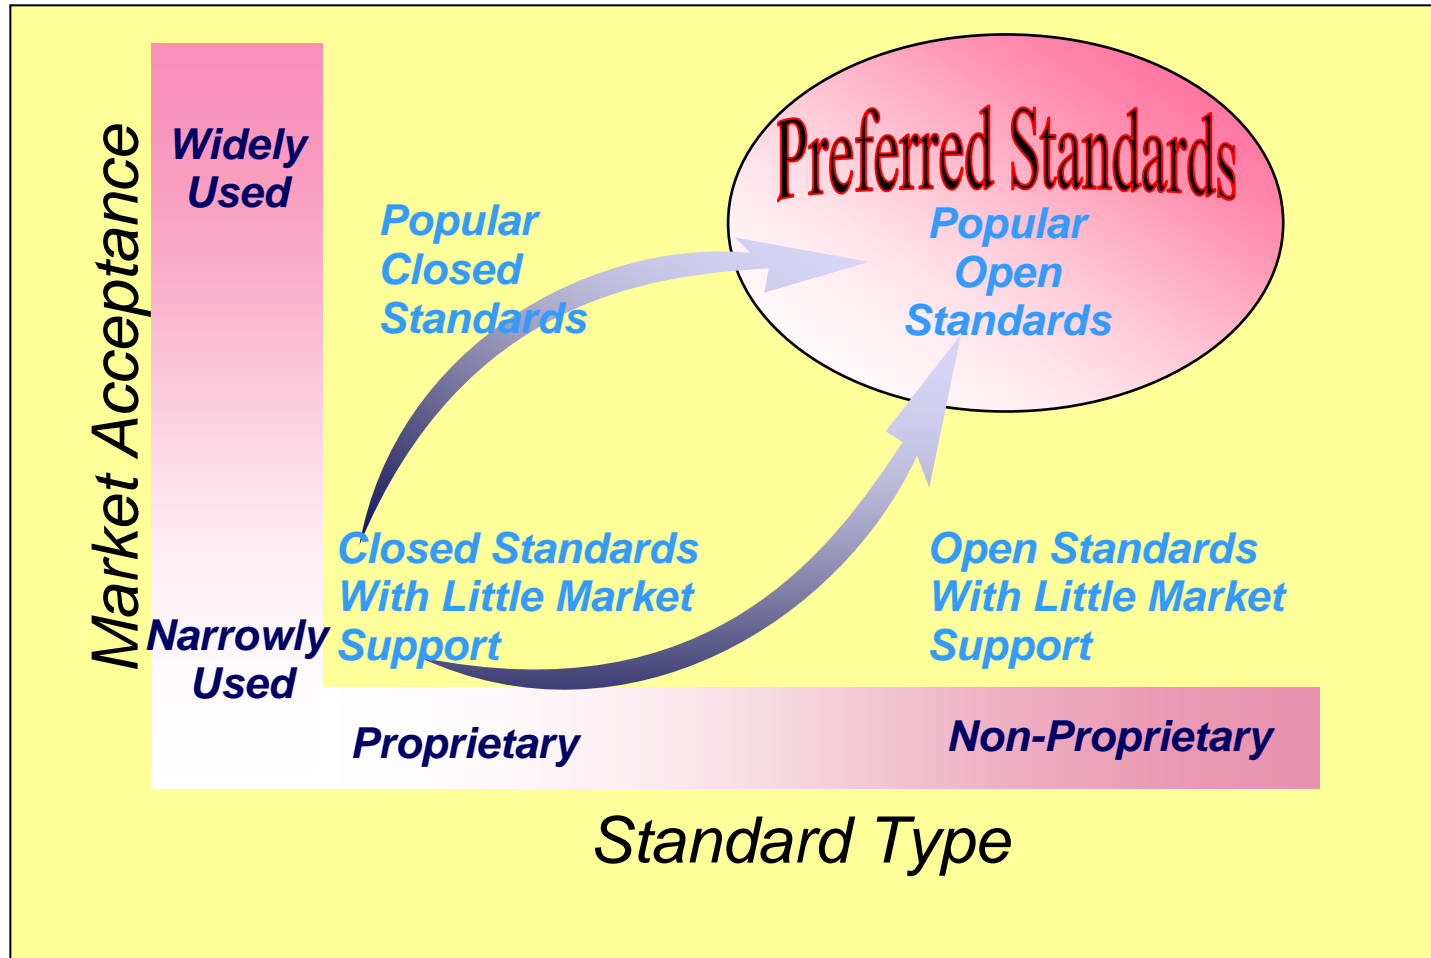 Market Acceptance
Widely
Used
Narrowly
Used
Popular
Closed
Standards
Preferred Standards
Popular
Open
Standards
Closed Standards
With Little Market
Support
Open Standards
With Little Market
Support
Proprietary
Non-Proprietary
Standard Type